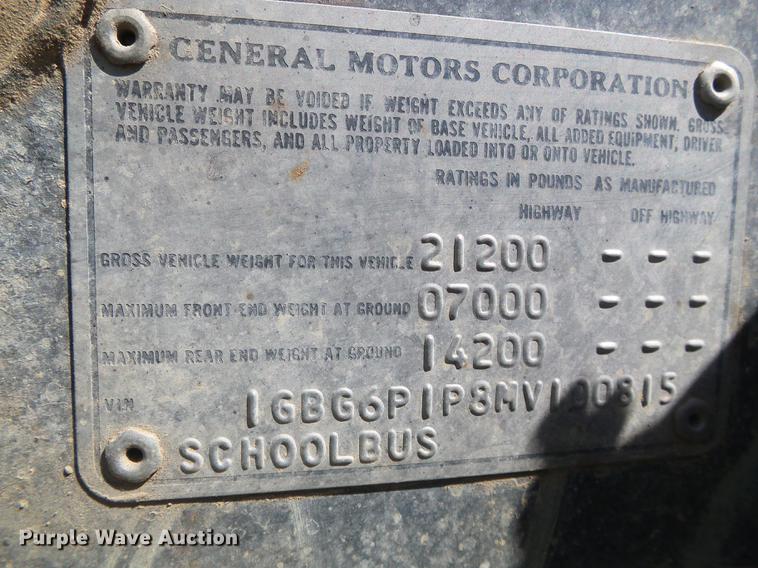 GENERAL MOTORS CORPORATION
WARRANTY MAY BE VOIDED IF WEIGHT EXCEEDS ANY OF RATINGS SHOWN. GROSS
VEHICLE WEIGHT INCLUDES WEIGHT OF BASE VEHICLE, ALL ADDED EQUIPMENT, DRIVER
AND PASSENGERS, AND ALL PROPERTY LOADED INTO OR ONTO VEHICLE.
RATINGS IN POUNDS AS MANUFACTURED
HIGHWAY OFF HIGHWAY
GROSS VEHICLE WEIGHT FOR THIS VEHICLE 21200 - - -
MAXIMUM FRONT END WEIGHT AT GROUND 07000 - - -
MAXIMUM REAR END WEIGHT AT GROUND 14200 - - -
VIN 1GBG6P1P8MV100815
SCHOOLBUS
Purple Wave Auction